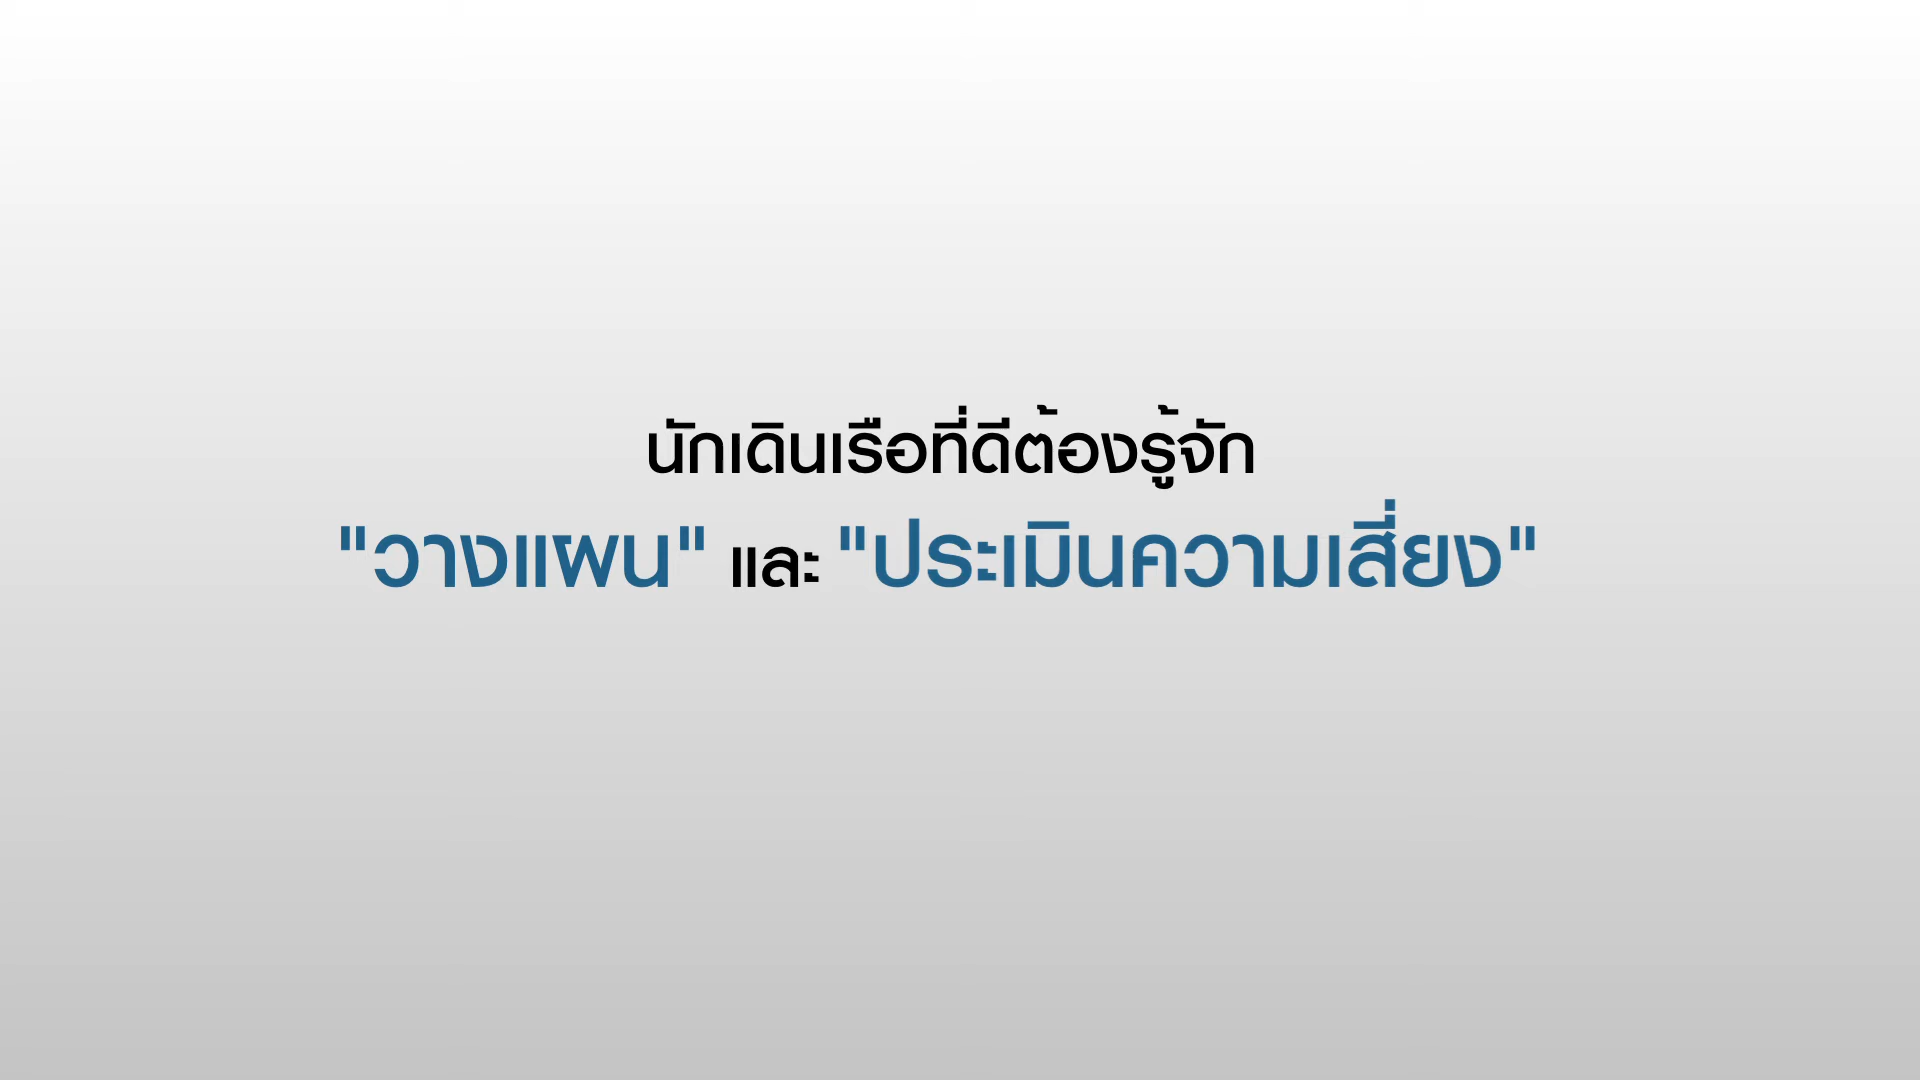 นักเดินเรือที่ดีต้องรู้จัก
"วางแผน" และ "ประเมินความเสี่ยง"